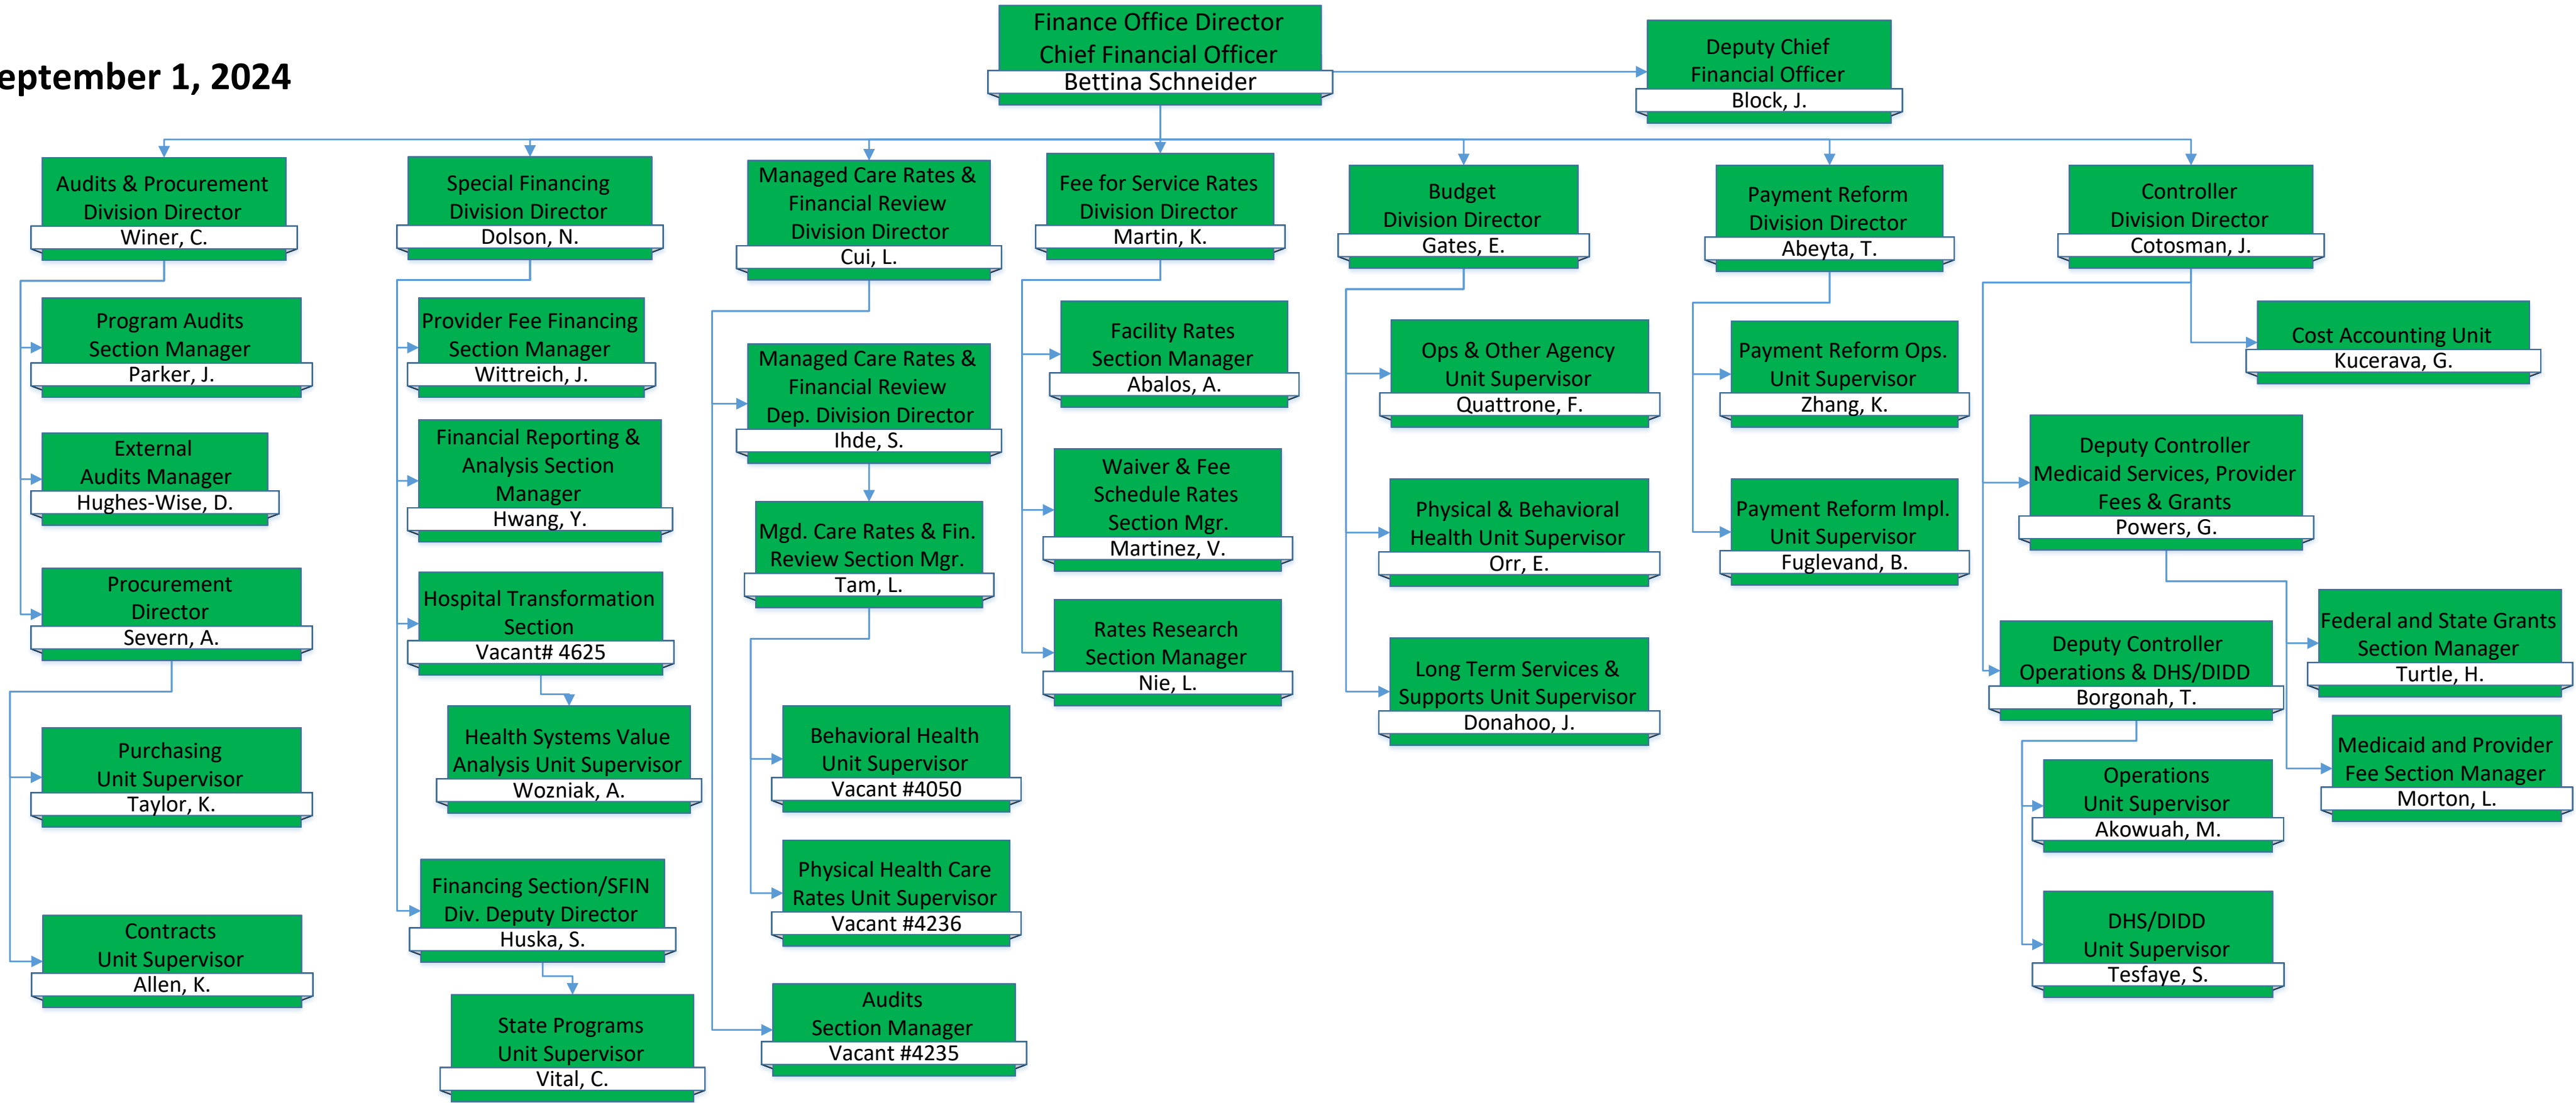 eptember 1, 2024
Finance Office Director
Chief Financial Officer
Bettina Schneider
Deputy Chief
Financial Officer
Block, J.
Audits & Procurement
Division Director
Winer, C.
Program Audits
Section Manager
Parker, J.
External
Audits Manager
Hughes-Wise, D.
Procurement
Director
Severn, A.
Purchasing
Unit Supervisor
Taylor, K.
Contracts
Unit Supervisor
Allen, K.
Special Financing
Division Director
Dolson, N.
Provider Fee Financing
Section Manager
Wittreich, J.
Financial Reporting &
Analysis Section
Manager
Hwang, Y.
Hospital Transformation
Section
Vacant# 4625
Health Systems Value
Analysis Unit Supervisor
Wozniak, A.
Financing Section/SFIN
Div. Deputy Director
Huska, S.
State Programs
Unit Supervisor
Vital, C.
Managed Care Rates &
Financial Review
Division Director
Cui, L.
Managed Care Rates &
Financial Review
Dep. Division Director
Ihde, S.
Mgd. Care Rates & Fin.
Review Section Mgr.
Tam, L.
Behavioral Health
Unit Supervisor
Vacant #4050
Physical Health Care
Rates Unit Supervisor
Vacant #4236
Audits
Section Manager
Vacant #4235
Fee for Service Rates
Division Director
Martin, K.
Facility Rates
Section Manager
Abalos, A.
Waiver & Fee
Schedule Rates
Section Mgr.
Martinez, V.
Rates Research
Section Manager
Nie, L.
Budget
Division Director
Gates, E.
Ops & Other Agency
Unit Supervisor
Quattrone, F.
Physical & Behavioral
Health Unit Supervisor
Orr, E.
Long Term Services &
Supports Unit Supervisor
Donahoo, J.
Payment Reform
Division Director
Abeyta, T.
Payment Reform Ops.
Unit Supervisor
Zhang, K.
Payment Reform Impl.
Unit Supervisor
Fuglevand, B.
Controller
Division Director
Cotosman, J.
Cost Accounting Unit
Kucerava, G.
Deputy Controller
Medicaid Services, Provider
Fees & Grants
Powers, G.
Federal and State Grants
Section Manager
Turtle, H.
Medicaid and Provider
Fee Section Manager
Morton, L.
Deputy Controller
Operations & DHS/DIDD
Borgonah, T.
Operations
Unit Supervisor
Akowuah, M.
DHS/DIDD
Unit Supervisor
Tesfaye, S.